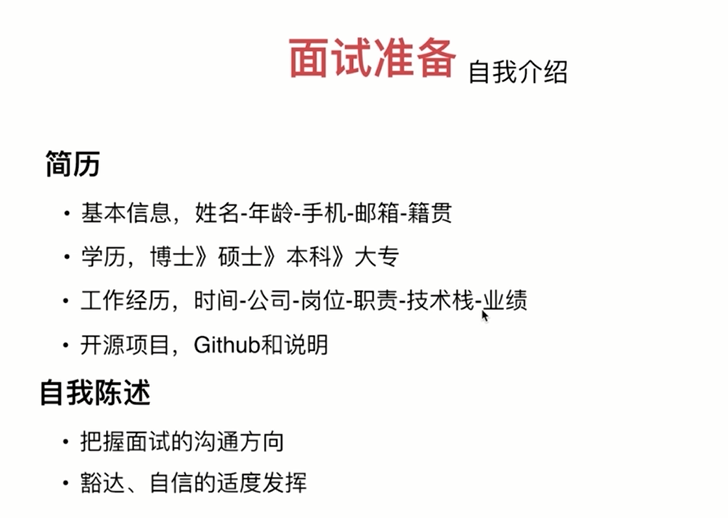 面试准备 自我介绍
简历
• 基本信息，姓名-年龄-手机-邮箱-籍贯
• 学历，博士》硕士》本科》大专
• 工作经历，时间-公司-岗位-职责-技术栈-业绩
• 开源项目，Github和说明
自我陈述
• 把握面试的沟通方向
• 豁达、自信的适度发挥